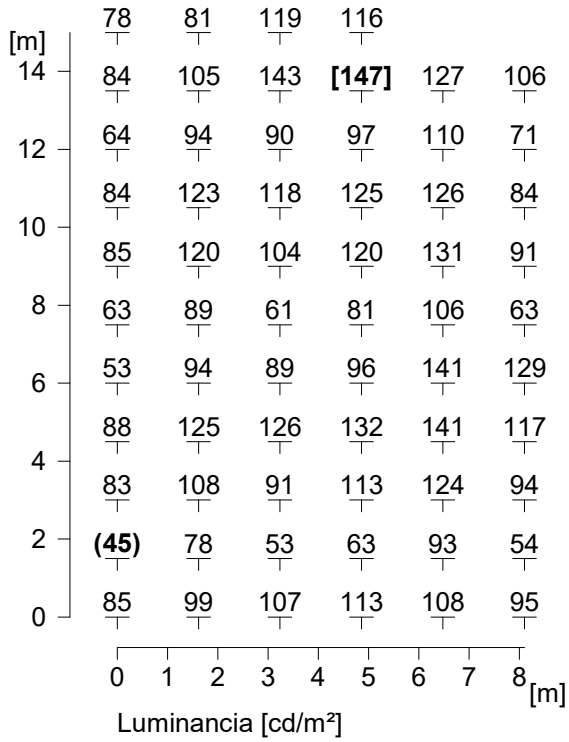 78 81 119 116
[m]
14 84 105 143 [147] 127 106
12 64 94 90 97 110 71
84 123 118 125 126 84
10
85 120 104 120 131 91
8
63 89 61 81 106 63
53 94 89 96 141 129
6
88 125 126 132 141 117
4
83 108 91 113 124 94
2 (45) 78 53 63 93 54
0 85 99 107 113 108 95
0 1 2 3 4 5 6 7 8 [m]
Luminancia [cd/m²]